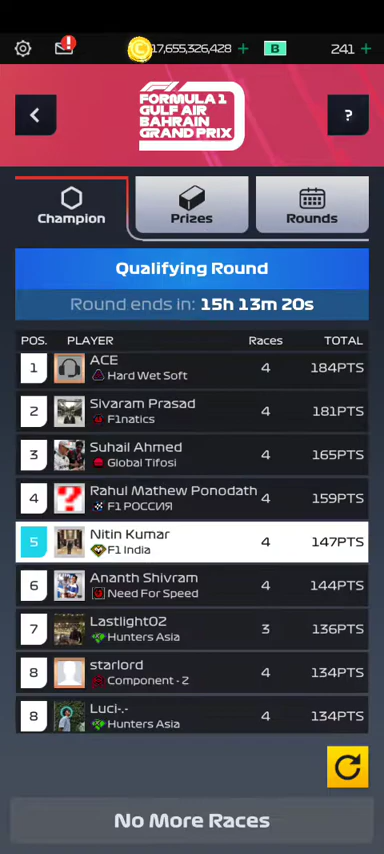 17,655,326,428 + B 241 +
FORMULA 1
GULF AIR
BAHRAIN
GRAND PRIX
?
Champion Prizes Rounds
Qualifying Round
Round ends in: 15h 13m 20s
POS. PLAYER Races TOTAL
1 ACE 4 184PTS
Hard Wet Soft
2 Sivaram Prasad 4 181PTS
F1natics
3 Suhail Ahmed 4 165PTS
Global Tifosi
4 Rahul Mathew Ponodath 4 159PTS
F1 РОССИЯ
5 Nitin Kumar 4 147PTS
F1 India
6 Ananth Shivram 4 144PTS
Need For Speed
7 Lastlight02 3 136PTS
Hunters Asia
8 starlord 4 134PTS
Component - 2
8 Luci-.- 4 134PTS
Hunters Asia
No More Races